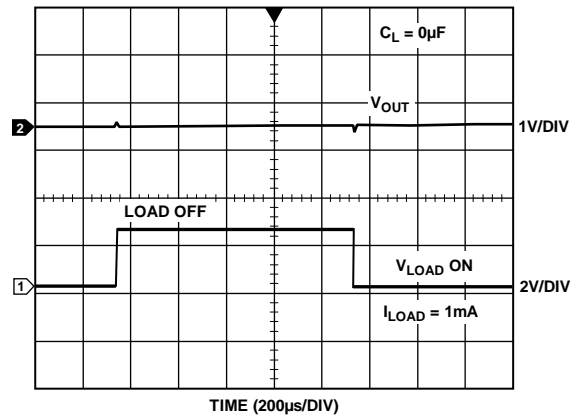 C_L = 0µF
V_OUT
2
1V/DIV
LOAD OFF
V_LOAD ON
1
2V/DIV
I_LOAD = 1mA
TIME (200µs/DIV)